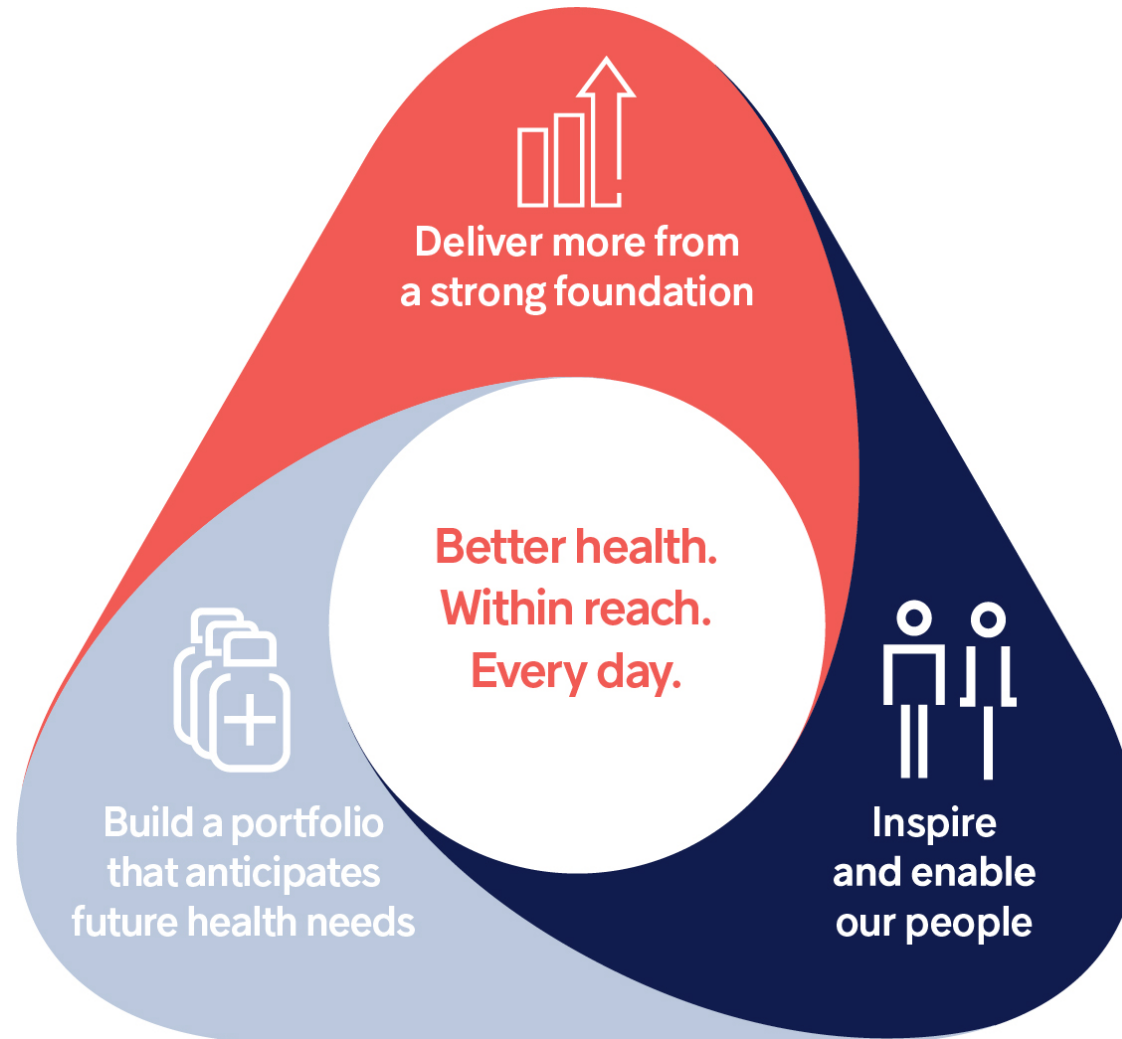 Deliver more from
a strong foundation
Better health.
Within reach.
Every day.
Build a portfolio
that anticipates
future health needs
Inspire
and enable
our people